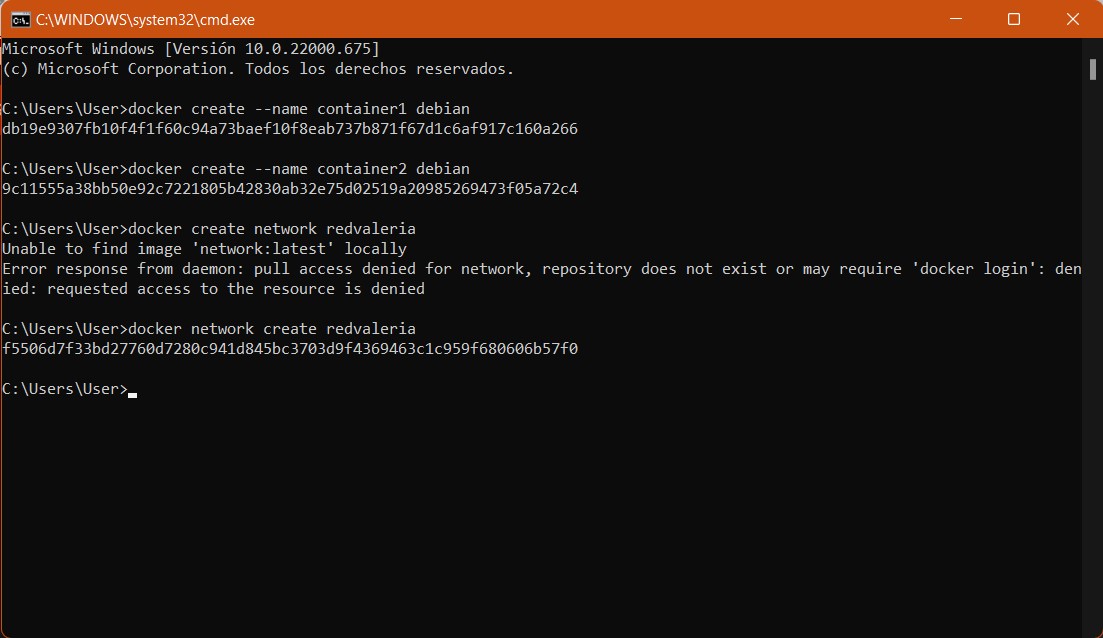 C:\WINDOWS\system32\cmd.exe
Microsoft Windows [Versión 10.0.22000.675]
(c) Microsoft Corporation. Todos los derechos reservados.
C:\Users\User>docker create --name container1 debian
db19e9307fb10f4f1f60c94a73baef10f8eab737b871f67d1c6af917c160a266
C:\Users\User>docker create --name container2 debian
9c11555a38bb50e92c7221805b42830ab32e75d02519a20985269473f05a72c4
C:\Users\User>docker create network redvaleria
Unable to find image 'network:latest' locally
Error response from daemon: pull access denied for network, repository does not exist or may require 'docker login': den
ied: requested access to the resource is denied
C:\Users\User>docker network create redvaleria
f5506d7f33bd27760d7280c941d845bc3703d9f4369463c1c959f680606b57f0
C:\Users\User>